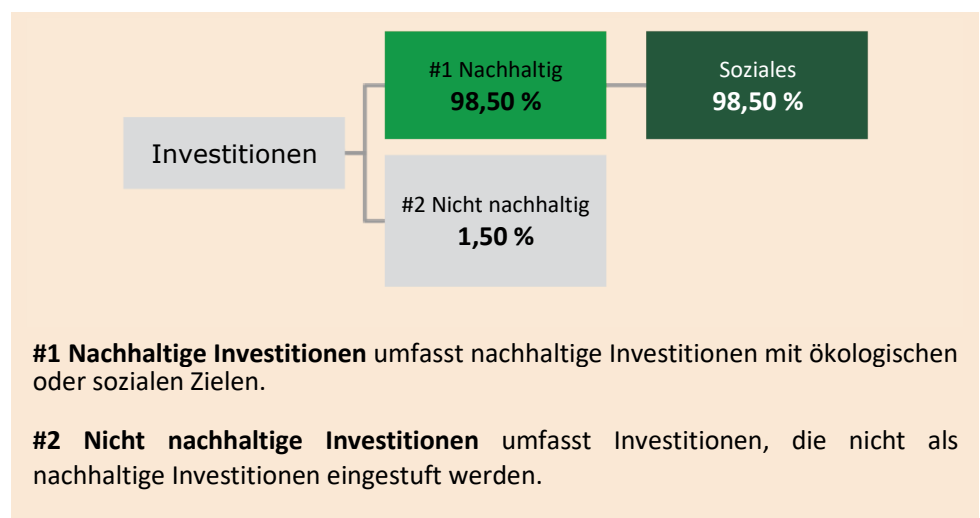 #1 Nachhaltig
98,50 %
Soziales
98,50 %
Investitionen
#2 Nicht nachhaltig
1,50 %
#1 Nachhaltige Investitionen umfasst nachhaltige Investitionen mit ökologischen
oder sozialen Zielen.
#2 Nicht nachhaltige Investitionen umfasst Investitionen, die nicht als
nachhaltige Investitionen eingestuft werden.